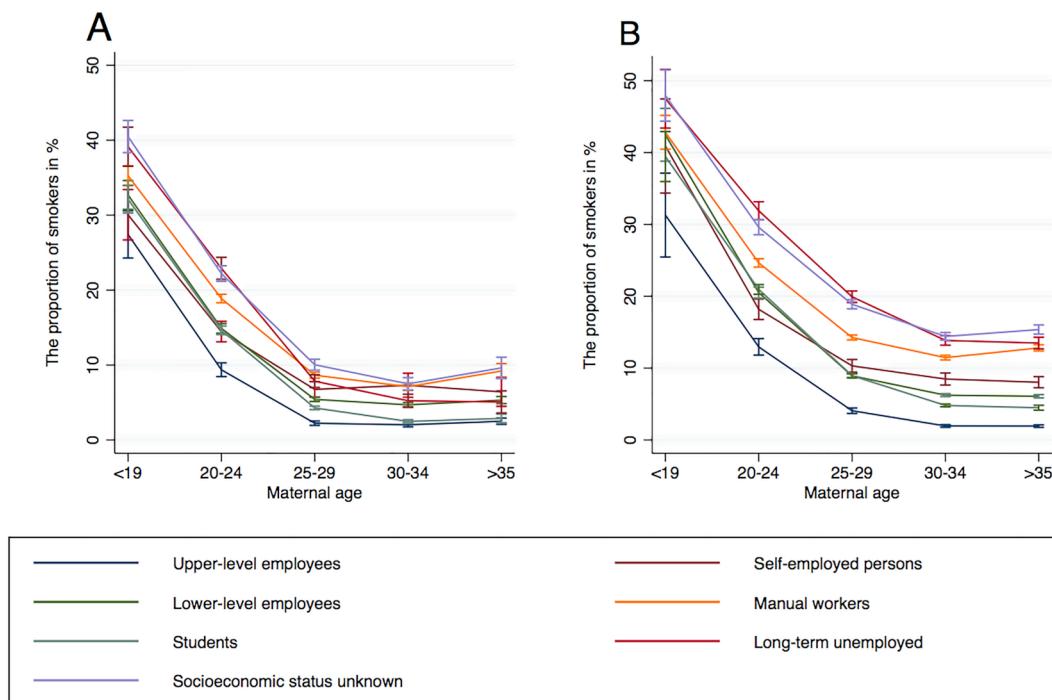 A
B
The proportion of smokers in %
50
40
30
20
10
0
<19
20-24
25-29
30-34
>35
Maternal age
The proportion of smokers in %
50
40
30
20
10
0
<19
20-24
25-29
30-34
>35
Maternal age
Upper-level employees
Self-employed persons
Lower-level employees
Manual workers
Students
Long-term unemployed
Socioeconomic status unknown